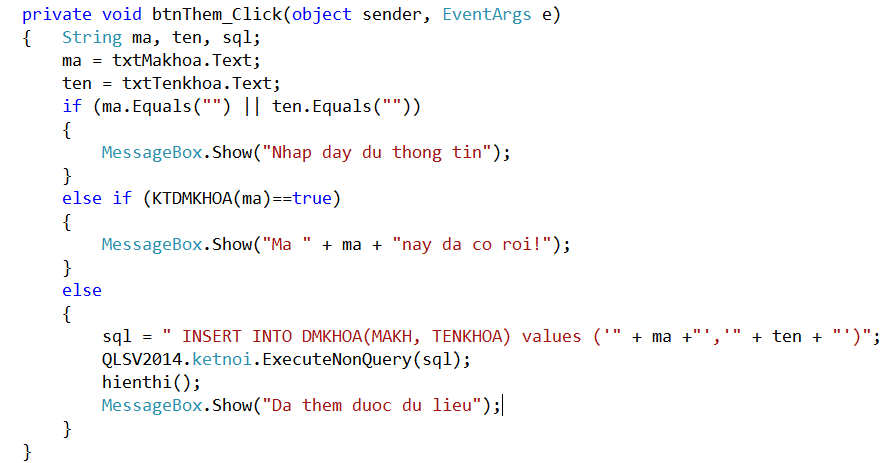 private void btnThem_Click(object sender, EventArgs e)
{   String ma, ten, sql;
    ma = txtMakhoa.Text;
    ten = txtTenkhoa.Text;
    if (ma.Equals("") || ten.Equals(""))
    {
        MessageBox.Show("Nhap day du thong tin");
    }
    else if (KTDMKHOA(ma)==true)
    {
        MessageBox.Show("Ma " + ma + "nay da co roi!");
    }
    else
    {
        sql = " INSERT INTO DMKHOA(MAKH, TENKHOA) values ('" + ma +"','" + ten + "')";
        QLSV2014.ketnoi.ExecuteNonQuery(sql);
        hienthi();
        MessageBox.Show("Da them duoc du lieu");
    }
}